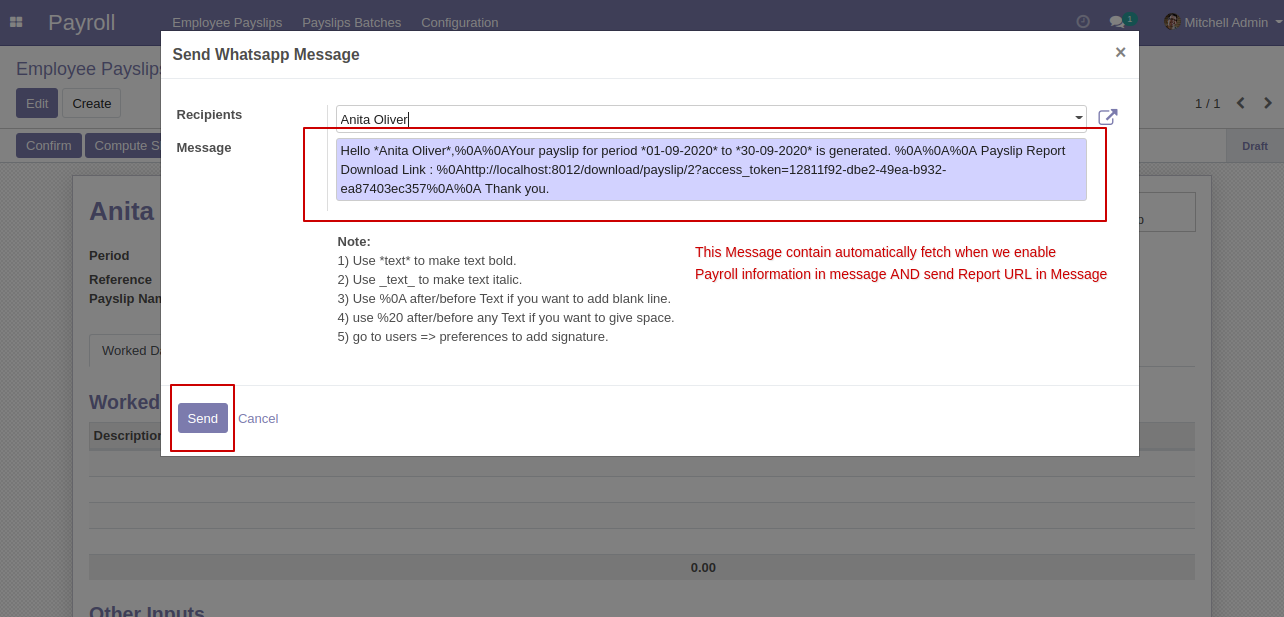 Payroll Employee Payslips Payslips Batches Configuration 1 Mitchell Admin
Employee Payslips
Edit Create
1 / 1
Confirm
Compute
Draft
Send Whatsapp Message ×
Recipients Anita Oliver
Message
Hello *Anita Oliver*,%0A%0AYour payslip for period *01-09-2020* to *30-09-2020* is generated. %0A%0A%0A Payslip Report
Download Link : %0Ahttp://localhost:8012/download/payslip/2?access_token=12811f92-dbe2-49ea-b932-
ea87403ec357%0A%0A Thank you.
Note:
1) Use *text* to make text bold.
2) Use _text_ to make text italic.
3) Use %0A after/before Text if you want to add blank line.
4) use %20 after/before any Text if you want to give space.
5) go to users => preferences to add signature.
This Message contain automatically fetch when we enable
Payroll information in message AND send Report URL in Message
Send Cancel
Anita
Period
Reference
Payslip
Worked
Worked
Description
0.00
Other Inputs